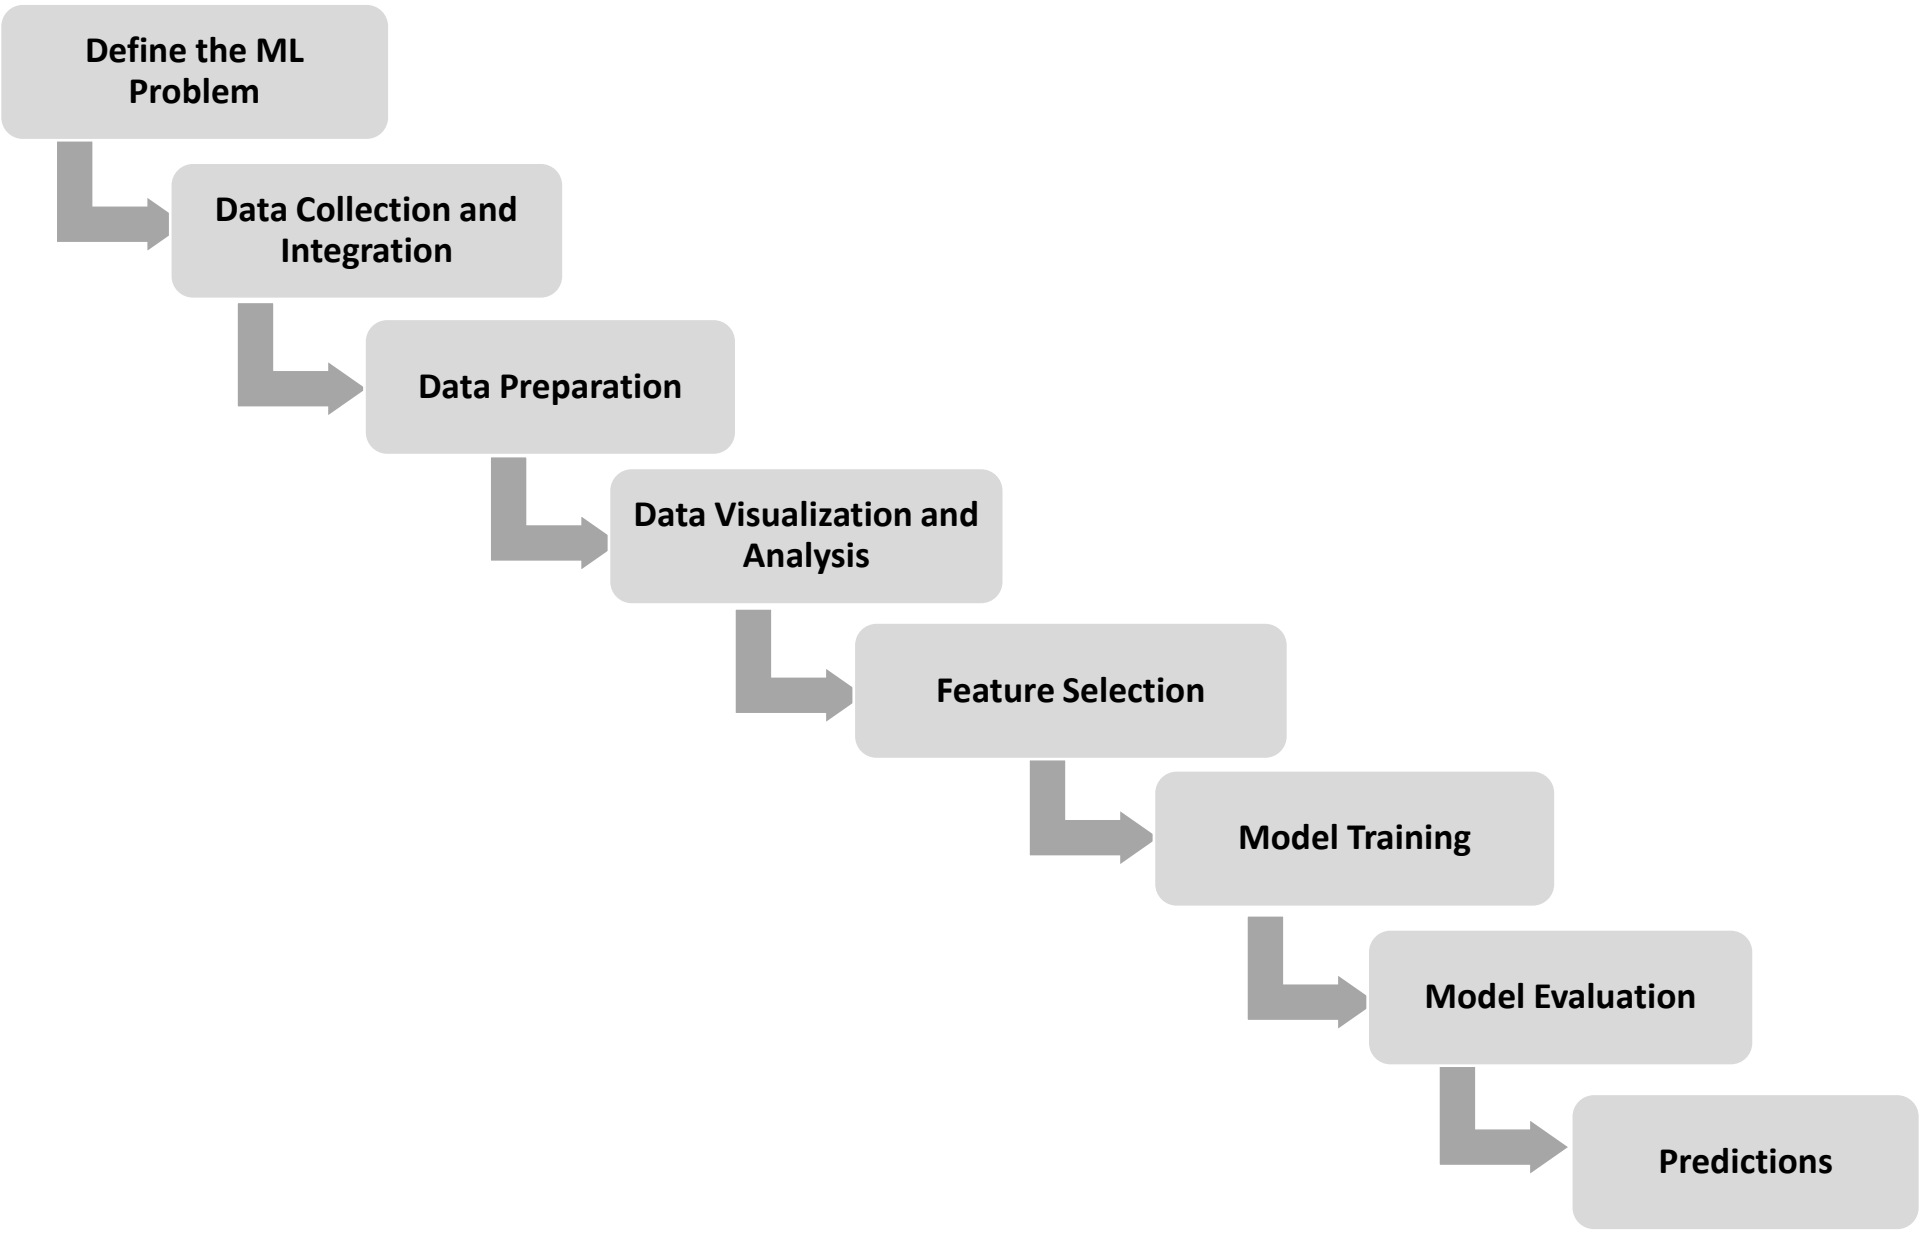 Define the ML
Problem
Data Collection and
Integration
Data Preparation
Data Visualization and
Analysis
Feature Selection
Model Training
Model Evaluation
Predictions